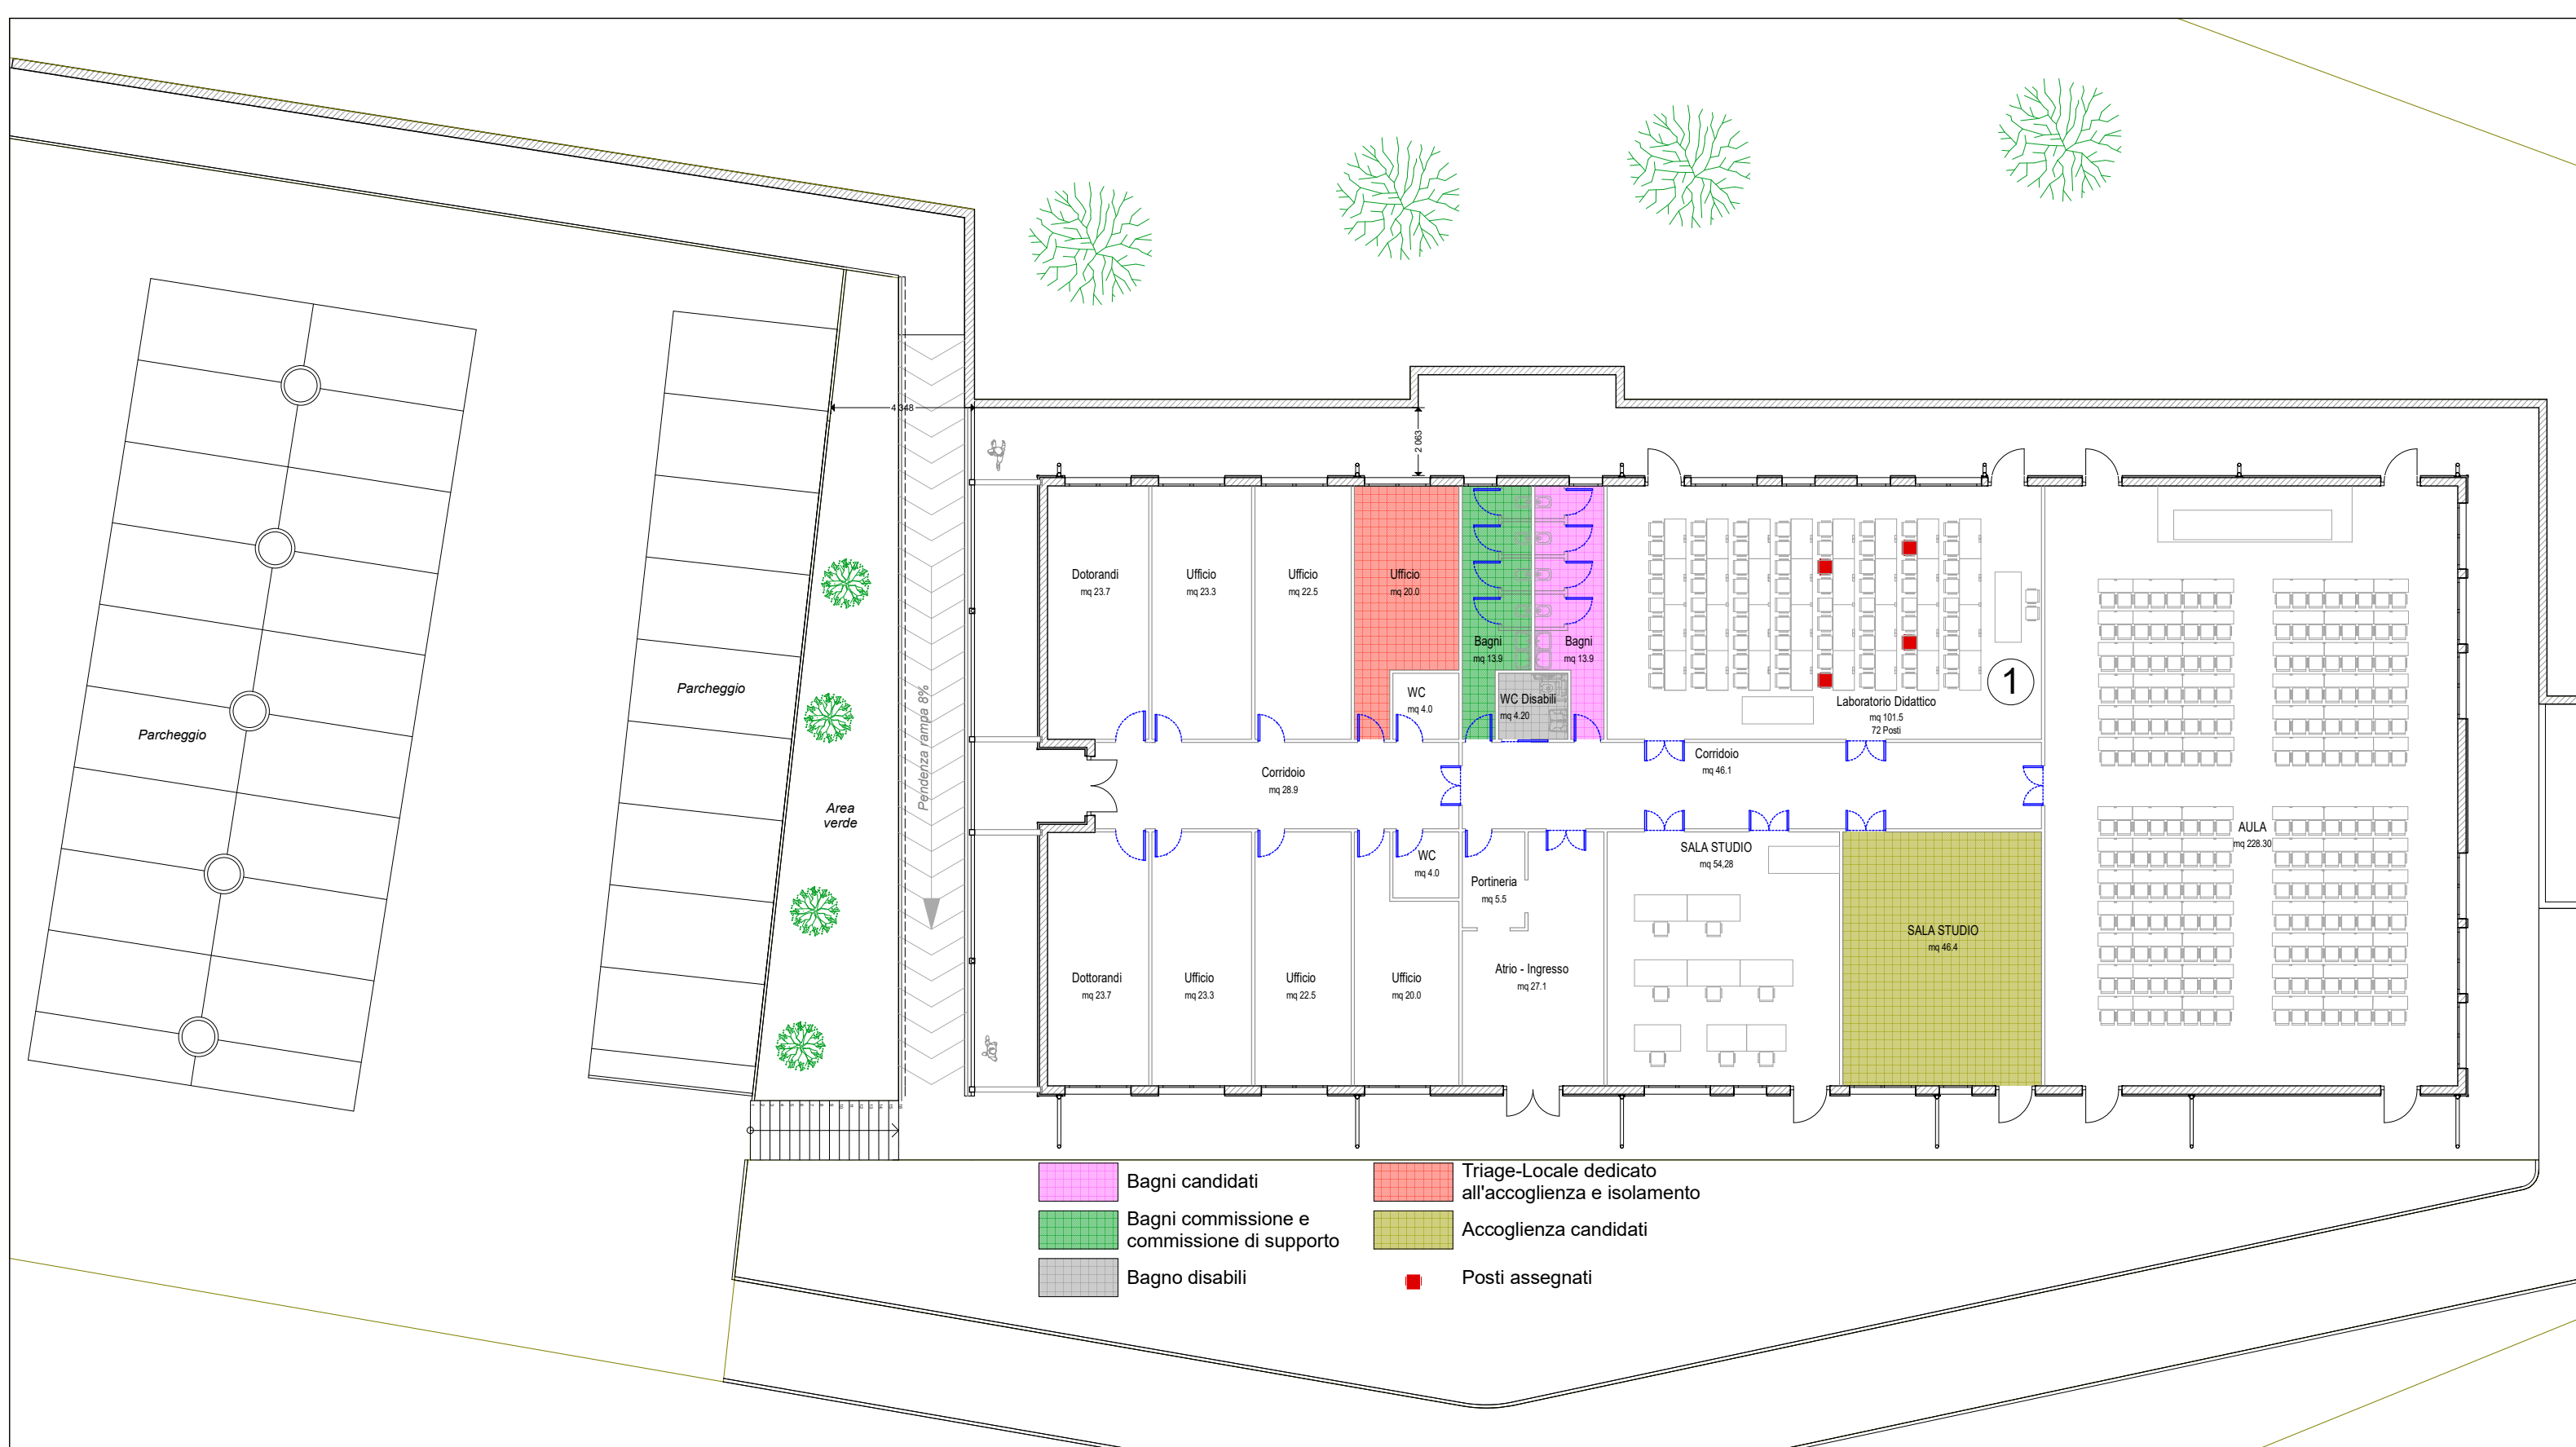 4 348
2 063
Dotorandi
mq 23.7
Ufficio
mq 23.3
Ufficio
mq 22.5
Ufficio
mq 20.0
Bagni
mq 13.9
Bagni
mq 13.9
WC
mq 4.0
WC Disabili
mq 4.20
Laboratorio Didattico
mq 101.5
72 Posti
1
Parcheggio
Parcheggio
Pendenza rampa 8%
Area
verde
Corridoio
mq 28.9
Corridoio
mq 46.1
WC
mq 4.0
Portineria
mq 5.5
SALA STUDIO
mq 54,28
AULA
mq 228.30
SALA STUDIO
mq 46.4
Dottorandi
mq 23.7
Ufficio
mq 23.3
Ufficio
mq 22.5
Ufficio
mq 20.0
Atrio - Ingresso
mq 27.1
Bagni candidati
Bagni commissione e
commissione di supporto
Bagno disabili
Triage-Locale dedicato
all'accoglienza e isolamento
Accoglienza candidati
Posti assegnati